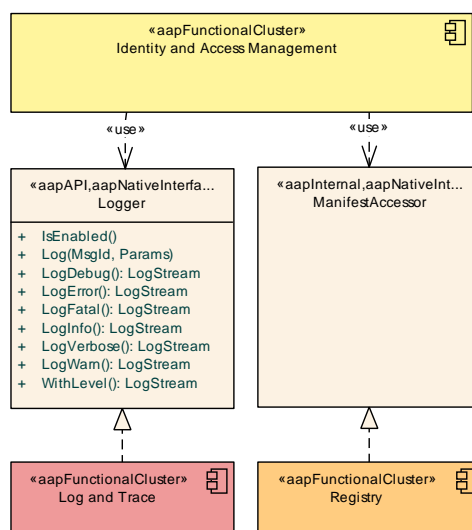 «aapFunctionalCluster»
Identity and Access Management
«use»
«use»
«aapAPI,aapNativeInterfa...
Logger
+ IsEnabled()
+ Log(MsgId, Params)
+ LogDebug(): LogStream
+ LogError(): LogStream
+ LogFatal(): LogStream
+ LogInfo(): LogStream
+ LogVerbose(): LogStream
+ LogWarn(): LogStream
+ WithLevel(): LogStream
«aapInternal,aapNativeInt...
ManifestAccessor
«aapFunctionalCluster»
Log and Trace
«aapFunctionalCluster»
Registry